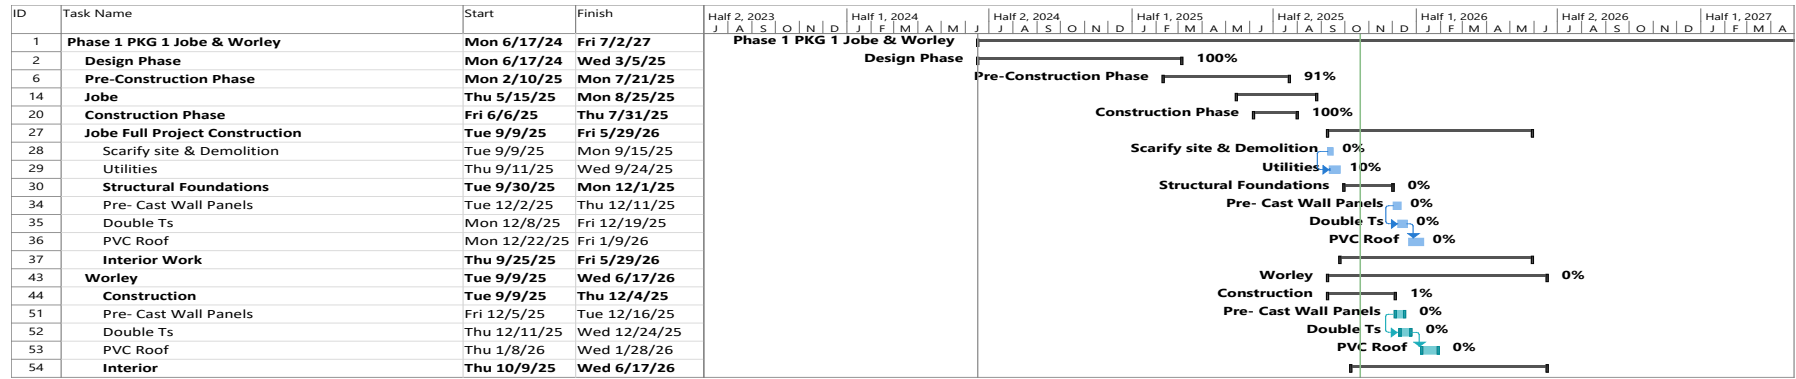 ID Task Name Start Finish Half 2, 2023 Half 1, 2024 Half 2, 2024 Half 1, 2025 Half 2, 2025 Half 1, 2026 Half 2, 2026 Half 1, 2027
J A S O N D J F M A M J J A S O N D J F M A M J J A S O N D J F M A M J J A S O N D J F M A
1 Phase 1 PKG 1 Jobe & Worley Mon 6/17/24 Fri 7/2/27 Phase 1 PKG 1 Jobe & Worley
2 Design Phase Mon 6/17/24 Wed 3/5/25 Design Phase 100%
6 Pre-Construction Phase Mon 2/10/25 Mon 7/21/25 Pre-Construction Phase 91%
14 Jobe Thu 5/15/25 Mon 8/25/25
20 Construction Phase Fri 6/6/25 Thu 7/31/25 Construction Phase 100%
27 Jobe Full Project Construction Tue 9/9/25 Fri 5/29/26
28 Scarify site & Demolition Tue 9/9/25 Mon 9/15/25 Scarify site & Demolition 0%
29 Utilities Thu 9/11/25 Wed 9/24/25 Utilities 10%
30 Structural Foundations Tue 9/30/25 Mon 12/1/25 Structural Foundations 0%
34 Pre- Cast Wall Panels Tue 12/2/25 Thu 12/11/25 Pre- Cast Wall Panels 0%
35 Double Ts Mon 12/8/25 Fri 12/19/25 Double Ts 0%
36 PVC Roof Mon 12/22/25 Fri 1/9/26 PVC Roof 0%
37 Interior Work Thu 9/25/25 Fri 5/29/26
43 Worley Tue 9/9/25 Wed 6/17/26 Worley 0%
44 Construction Tue 9/9/25 Thu 12/4/25 Construction 1%
51 Pre- Cast Wall Panels Fri 12/5/25 Tue 12/16/25 Pre- Cast Wall Panels 0%
52 Double Ts Thu 12/11/25 Wed 12/24/25 Double Ts 0%
53 PVC Roof Thu 1/8/26 Wed 1/28/26 PVC Roof 0%
54 Interior Thu 10/9/25 Wed 6/17/26